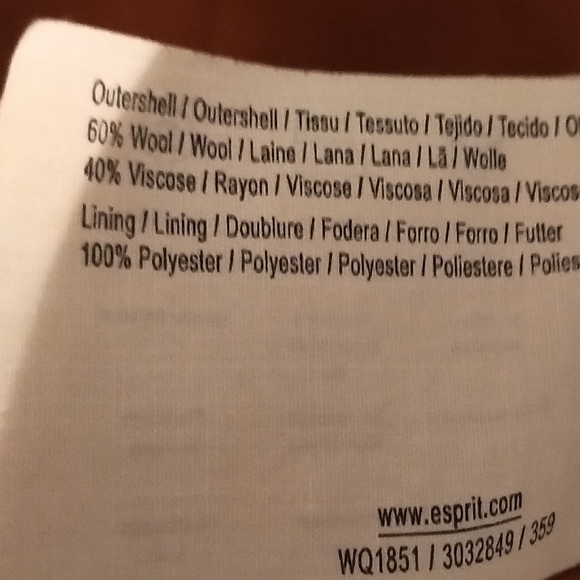 Outershell / Outershell / Tissu / Tessuto / Tejido / Tecido /
60% Wool / Wool / Laine / Lana / Lana / Lã / Wolle
40% Viscose / Rayon / Viscose / Viscosa / Viscosa /
Lining / Lining / Doublure / Fodera / Forro / Forro / Futter
100% Polyester / Polyester / Polyester / Poliestere /
www.esprit.com
WQ1851 / 3032849 / 359